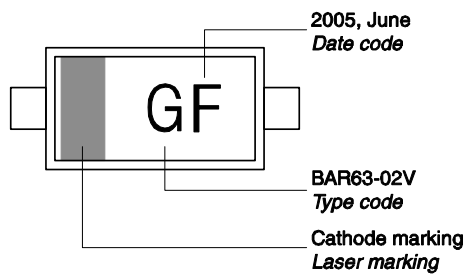 2005, June
Date code
GF
BAR63-02V
Type code
Cathode marking
Laser marking